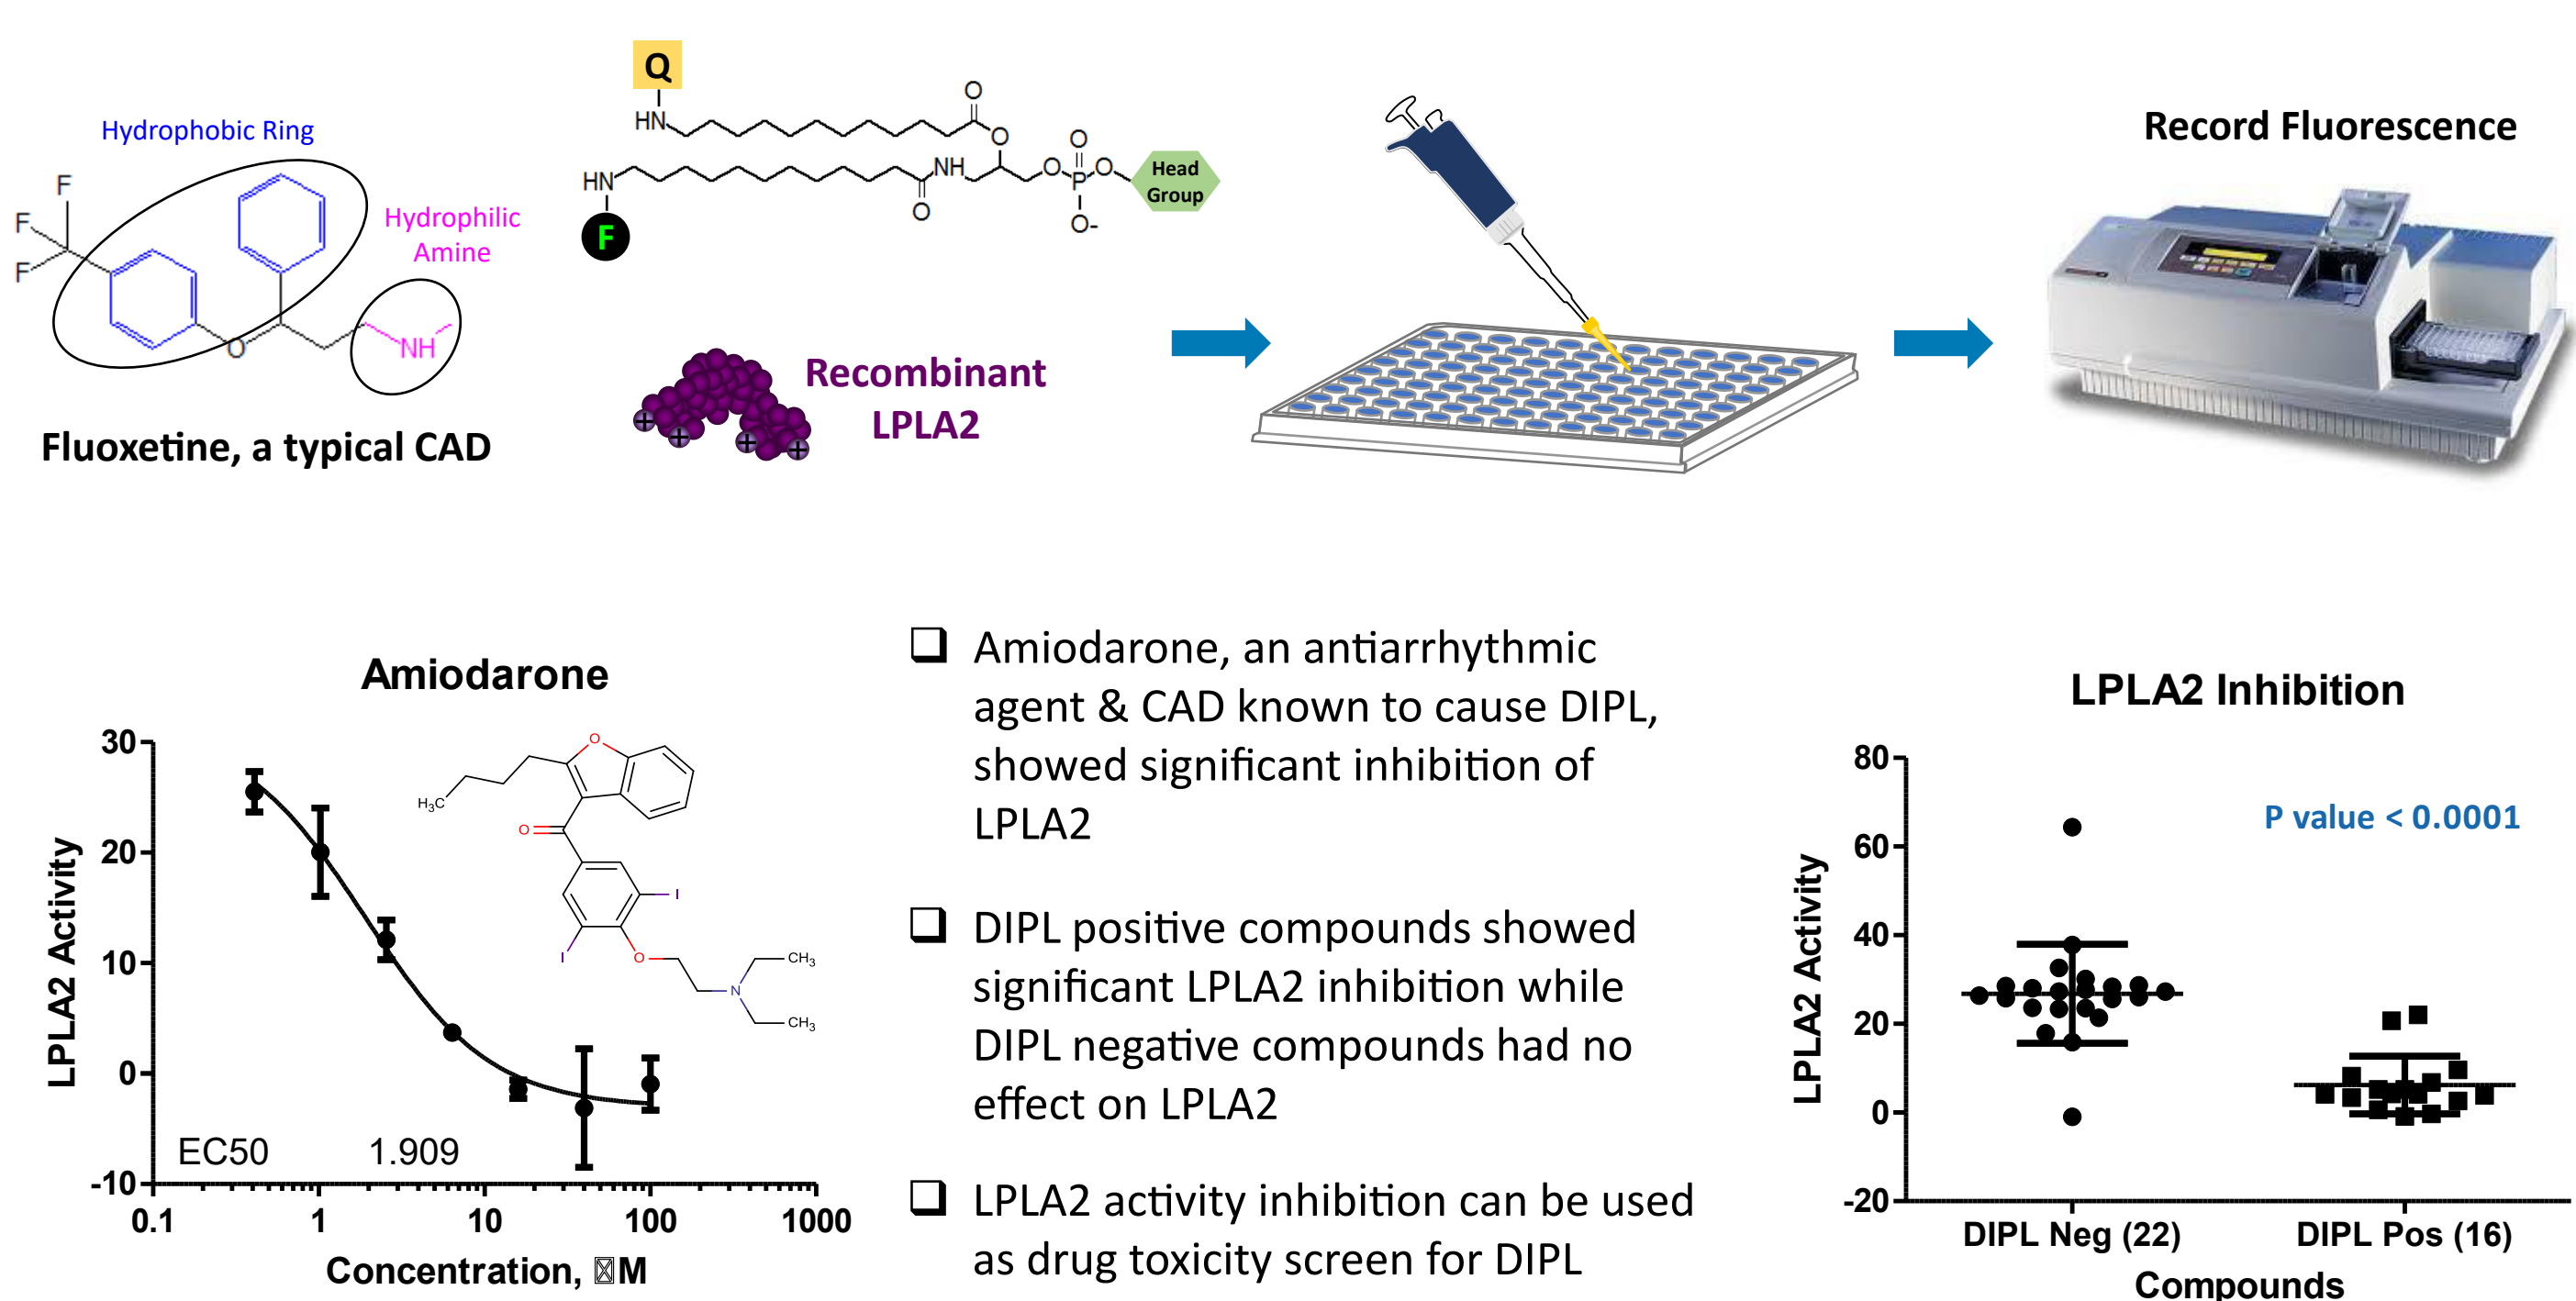 Q
HN
O
O
HN
F
NH
O
O
P
O
O
O-
Head
Group
Hydrophobic Ring
F
F
F
Hydrophilic
Amine
O
NH
Fluoxetine, a typical CAD
Recombinant
LPLA2
+
+
+
+
Record Fluorescence
Amiodarone
LPLA2 Activity
30
20
10
0
-10
EC50 1.909
0.1 1 10 100 1000
Concentration, M
O
H₃C
O
I
I
O
N
CH₃
CH₃
❑ Amiodarone, an antiarrhythmic
agent & CAD known to cause DIPL,
showed significant inhibition of
LPLA2
❑ DIPL positive compounds showed
significant LPLA2 inhibition while
DIPL negative compounds had no
effect on LPLA2
❑ LPLA2 activity inhibition can be used
as drug toxicity screen for DIPL
LPLA2 Inhibition
P value < 0.0001
LPLA2 Activity
80
60
40
20
0
-20
DIPL Neg (22) DIPL Pos (16)
Compounds